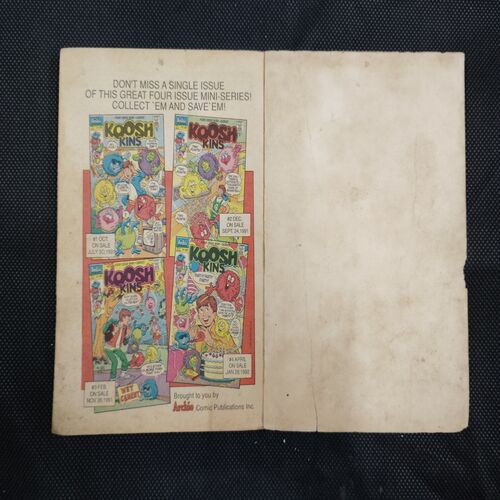 DON'T MISS A SINGLE ISSUE
OF THIS GREAT FOUR ISSUE MINI-SERIES!
COLLECT 'EM AND SAVE 'EM!
KOOSH
KINS
KOOSH
KINS
#1 OCT.
ON SALE
JULY 30, 1991
#2 DEC.
ON SALE
SEPT. 24, 1991
KOOSH
KINS
KOOSH
KINS
#3 FEB.
ON SALE
NOV. 26, 1991
WET
CEMENT
#4 APRIL
ON SALE
JAN 28, 1992
Brought to you by
Archie Comic Publications Inc.